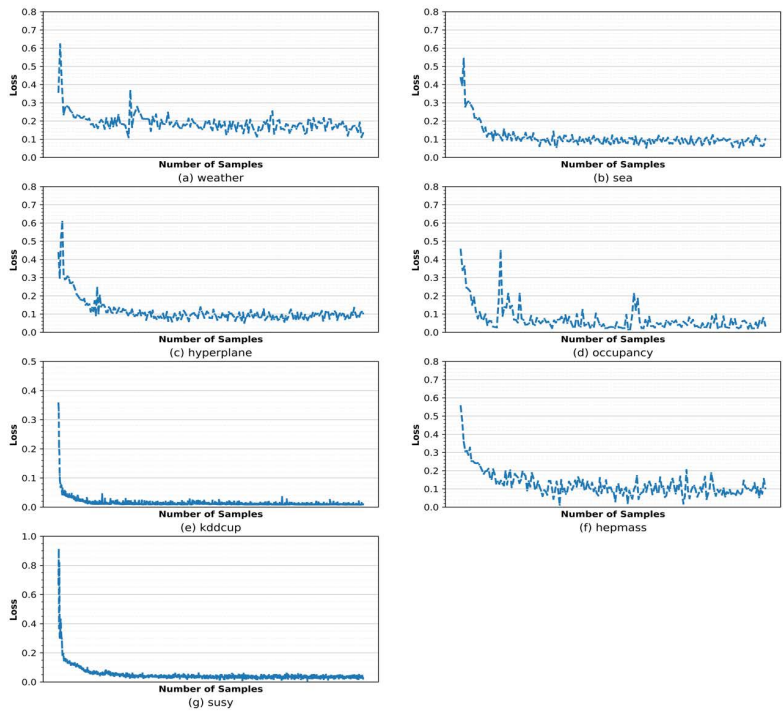 0.8
0.7
0.6
0.5
0.4
0.3
0.2
0.1
0.0
Loss
Number of Samples
(a) weather
0.8
0.7
0.6
0.5
0.4
0.3
0.2
0.1
0.0
Loss
Number of Samples
(b) sea
0.8
0.7
0.6
0.5
0.4
0.3
0.2
0.1
0.0
Loss
Number of Samples
(c) hyperplane
0.8
0.7
0.6
0.5
0.4
0.3
0.2
0.1
0.0
Loss
Number of Samples
(d) occupancy
0.5
0.4
0.3
0.2
0.1
0.0
Loss
Number of Samples
(e) kddcup
0.8
0.7
0.6
0.5
0.4
0.3
0.2
0.1
0.0
Loss
Number of Samples
(f) hepmass
1.0
0.8
0.6
0.4
0.2
0.0
Loss
Number of Samples
(g) susy